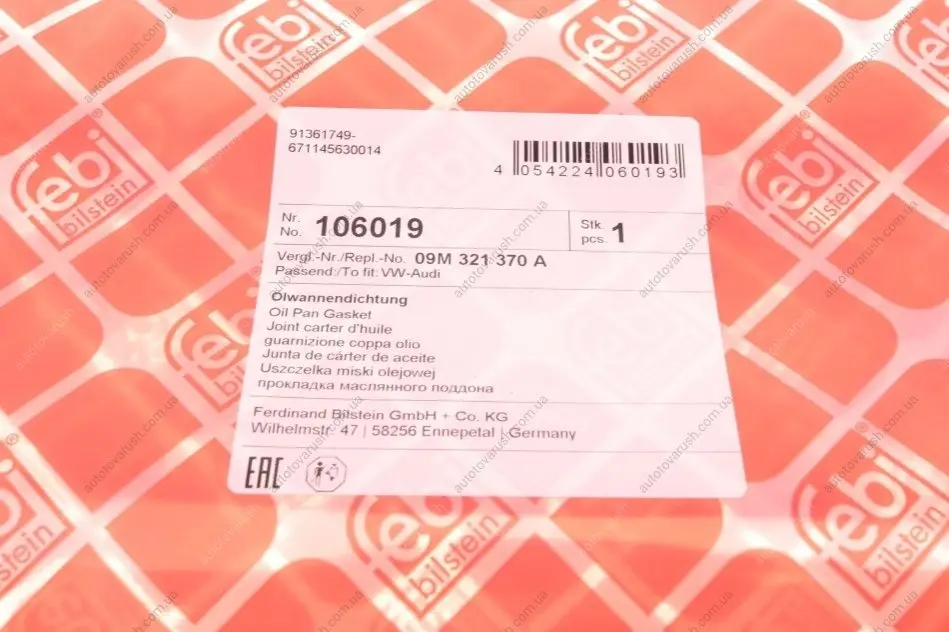 91361749-
671145630014
4 054224 060193
Nr.
No. 106019
Stk.
pcs. 1
Vergl.-Nr./Repl.-No. 09M 321 370 A
Passend:/To fit: VW-Audi
Ölwannendichtung
Oil Pan Gasket
Joint carter d'huile
guarnizione coppa olio
Junta de cárter de aceite
Uszczelka miski olejowej
прокладка маслянного поддона
Ferdinand Bilstein GmbH + Co. KG
Wilhelmstr. 47 | 58256 Ennepetal | Germany
EAC
febi
bilstein
autotovarush.com.ua